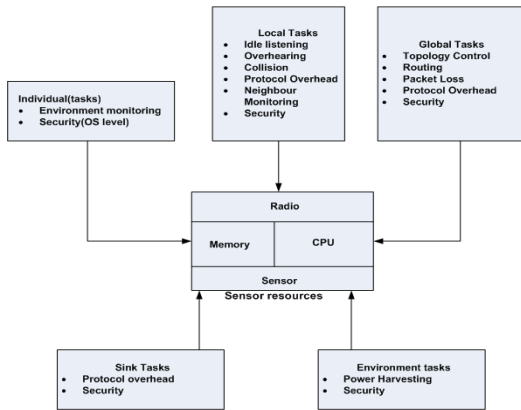 Local Tasks
Idle listening
Overhearing
Collision
Protocol Overhead
Neighbour
Monitoring
Security
Global Tasks
Topology Control
Routing
Packet Loss
Protocol Overhead
Security
Individual(tasks)
Environment monitoring
Security(OS level)
Radio
Memory
CPU
Sensor
Sensor resources
Sink Tasks
Protocol overhead
Security
Environment tasks
Power Harvesting
Security